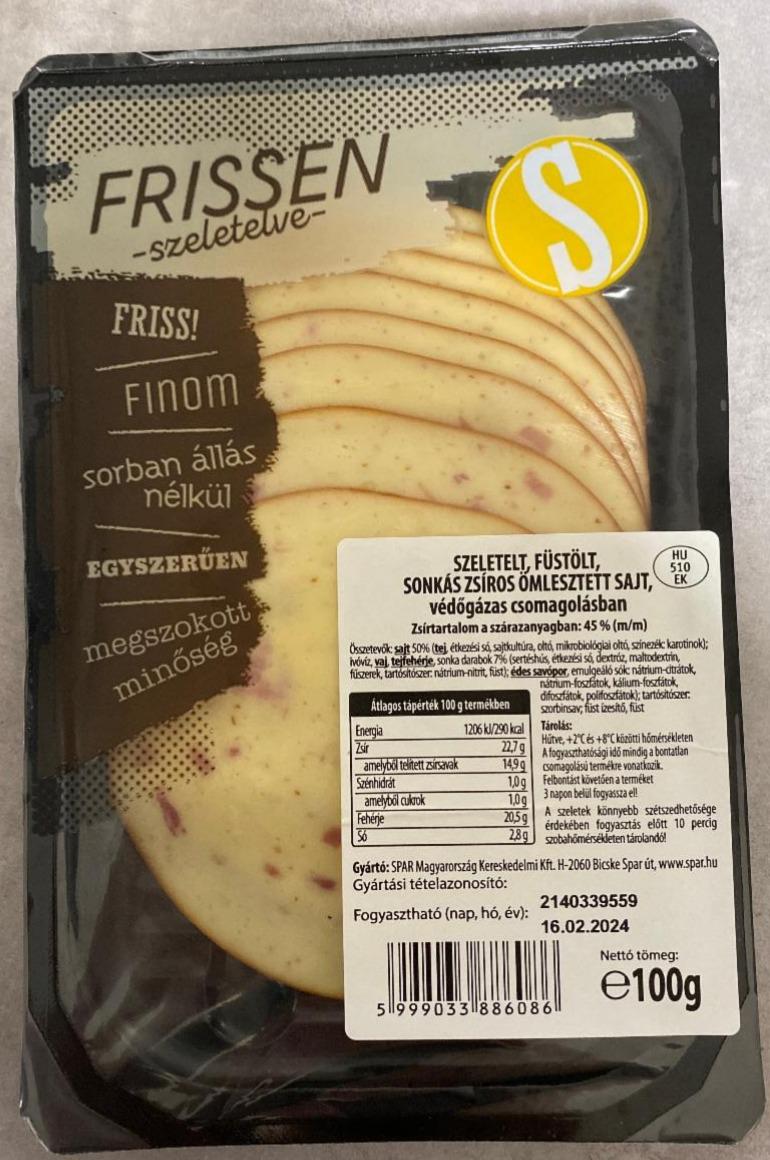 FRISSEN
-szeletelve-
S
FRISS!
FINOM
sorban állás
nélkül
EGYSZERŰEN
megszokott
minőség
SZELETELT, FÜSTÖLT,
SONKÁS ZSÍROS ÖMLESZTETT SAJT,
védőgázas csomagolásban
HU
510
EK
Zsírtartalom a szárazanyagban: 45 % (m/m)
Összetevők: sajt 50% (tej, étkezési só, sajtkultúra, oltó, mikrobiológiai oltó, színezék: karotinok);
ivóvíz, vaj, tejfehérje, sonka darabok 7% (sertéshús, étkezési só, dextróz, maltodextrin,
fűszerek, tartósítószer: nátrium-nitrit, füst); édes savópor, emulgeáló sók: nátrium-citrátok,
nátrium-foszfátok, kálium-foszfátok,
difoszfátok, polifoszfátok); tartósítószer:
szorbinsav; füst ízesítő, füst
Átlagos tápérték 100 g termékben
Energia 1206 kJ/290 kcal
Zsír 22,7 g
amelyből telített zsírsavak 14,9 g
Szénhidrát 1,0 g
amelyből cukrok 1,0 g
Fehérje 20,5 g
Só 2,8 g
Tárolás:
Hűtve, +2°C és +8°C közötti hőmérsékleten
A fogyaszthatósági idő mindig a bontatlan
csomagolású termékre vonatkozik.
Felbontást követően a terméket
3 napon belül fogyassza el!
A szeletek könnyebb szétszedhetősége
érdekében fogyasztás előtt 10 percig
szobahőmérsékleten tárolandó!
Gyártó: SPAR Magyarország Kereskedelmi Kft. H-2060 Bicske Spar út, www.spar.hu
Gyártási tételazonosító:
2140339559
Fogyasztható (nap, hó, év):
16.02.2024
Nettó tömeg:
e100g
5 999033 886086